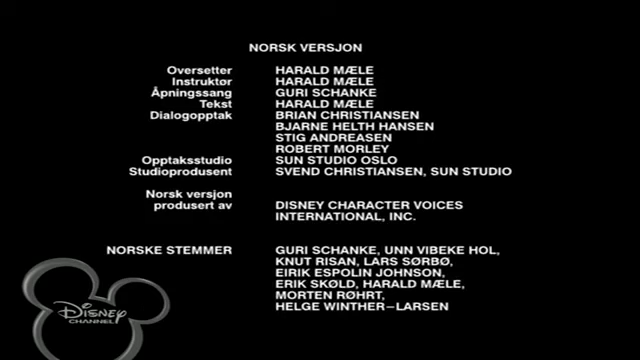 NORSK VERSJON
Oversetter HARALD MÆLE
Instruktør HARALD MÆLE
Åpningssang GURI SCHANKE
Tekst HARALD MÆLE
Dialogopptak BRIAN CHRISTIANSEN
BJARNE HELTH HANSEN
STIG ANDREASEN
ROBERT MORLEY
Opptaksstudio SUN STUDIO OSLO
Studioprodusent SVEND CHRISTIANSEN, SUN STUDIO
Norsk versjon
produsert av DISNEY CHARACTER VOICES
INTERNATIONAL, INC.
NORSKE STEMMER GURI SCHANKE, UNN VIBEKE HOL,
KNUT RISAN, LARS SØRBØ,
EIRIK ESPOLIN JOHNSON,
ERIK SKØLD, HARALD MÆLE,
MORTEN RØHRT,
HELGE WINTHER–LARSEN
Disney
CHANNEL